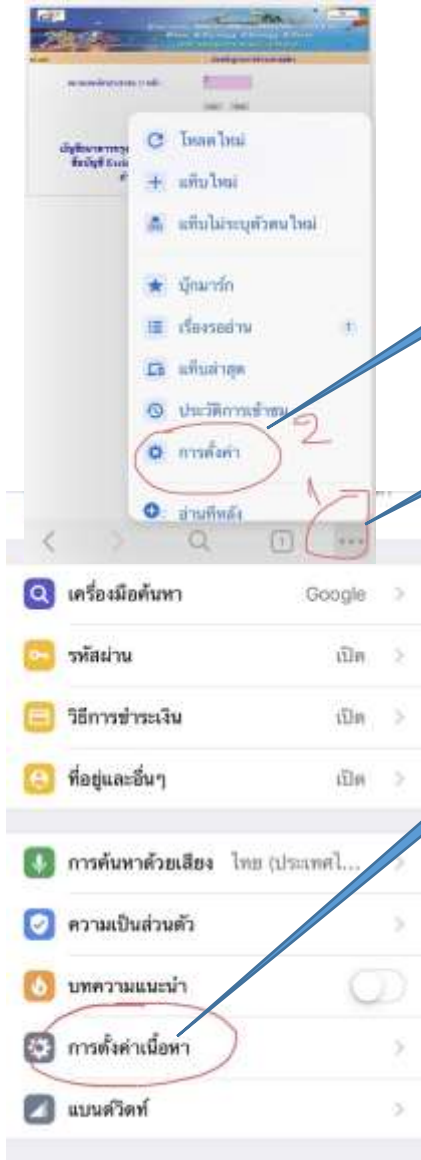 โหลดใหม่
แท็บใหม่
แท็บไม่ระบุตัวตนใหม่
บุ๊กมาร์ก
เรื่องรออ่าน 1
แท็บล่าสุด
ประวัติการเข้าชม
2
การตั้งค่า
1
อ่านทีหลัง
1
เครื่องมือค้นหา Google
รหัสผ่าน เปิด
วิธีการชำระเงิน เปิด
ที่อยู่และอื่นๆ เปิด
การค้นหาด้วยเสียง ไทย (ประเทศไ...
ความเป็นส่วนตัว
บทความแนะนำ
การตั้งค่าเนื้อหา
แบนด์วิดท์